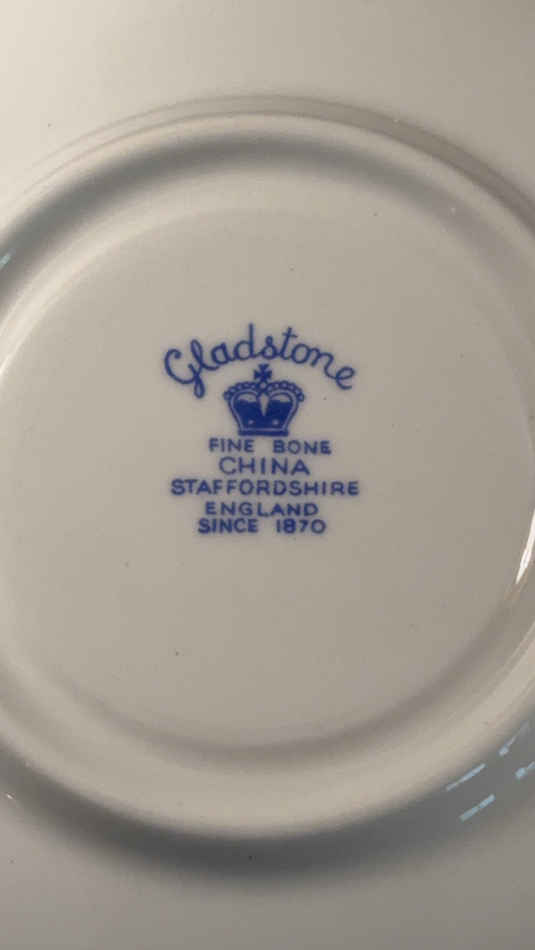 Gladstone
FINE BONE
CHINA
STAFFORDSHIRE
ENGLAND
SINCE 1870